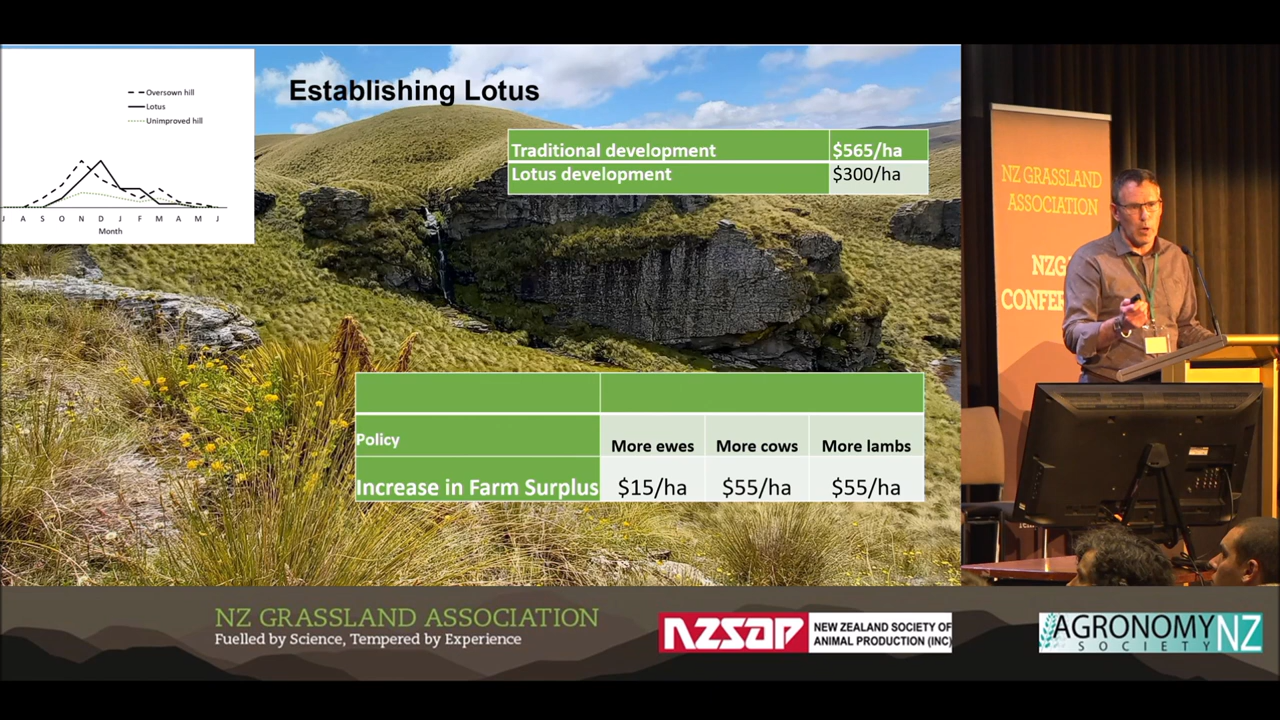 Establishing Lotus
Oversown hill
Lotus
Unimproved hill
J A S O N D J F M A M J
Month
Traditional development $565/ha
Lotus development $300/ha
Policy More ewes More cows More lambs
Increase in Farm Surplus $15/ha $55/ha $55/ha
NZ GRASSLAND
ASSOCIATION
NZG
CONFER
NZ GRASSLAND ASSOCIATION
Fuelled by Science, Tempered by Experience
NZSAP
NEW ZEALAND SOCIETY OF
ANIMAL PRODUCTION (INC)
AGRONOMY NZ
SOCIETY